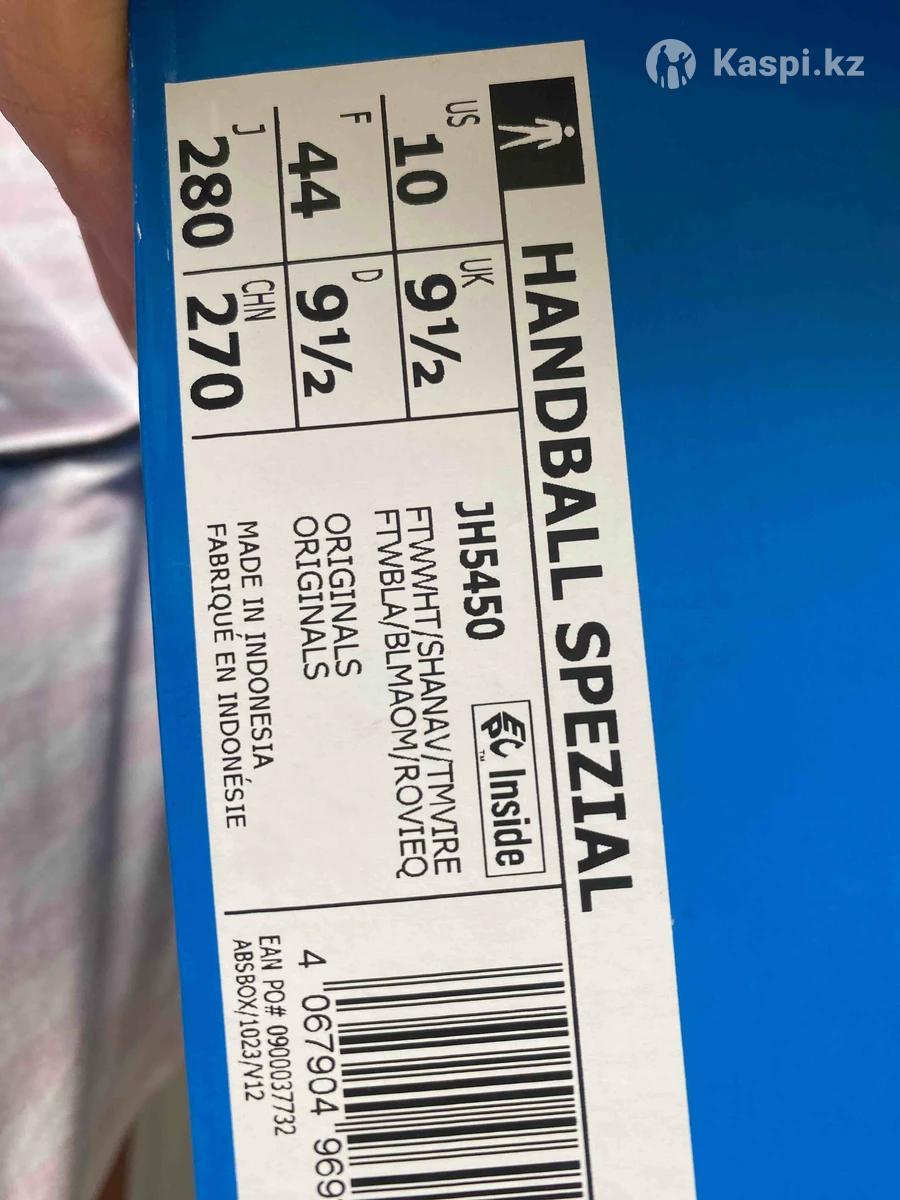 Kaspi.kz
HANDBALL SPEZIAL
US
10
UK
9½
F
44
D
9½
J
280
CHN
270
JH5450
Inside
FTWWHT/SHANAV/TMVIRE
FTWBLA/BLMAOM/ROVIEQ
ORIGINALS
ORIGINALS
MADE IN INDONESIA
FABRIQUÉ EN INDONÉSIE
4 067904 969
EAN PO# 0900037732
ABSBOX/1023/V12